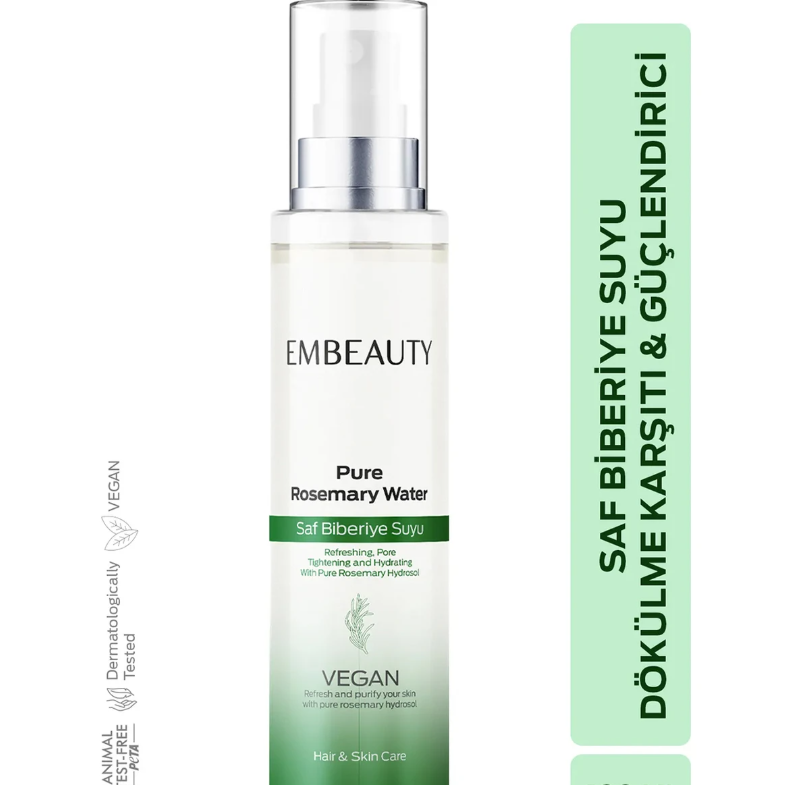 EMBEAUTY
Pure
Rosemary Water
Saf Biberiye Suyu
Refreshing, Pore
Tightening and Hydrating
With Pure Rosemary Hydrosol
VEGAN
Refresh and purify your skin
with pure rosemary hydrosol
Hair & Skin Care
SAF BİBERİYE SUYU
DÖKÜLME KARŞITI & GÜÇLENDİRİCİ
VEGAN
Dermatologically
Tested
ANIMAL
TEST-FREE
PeTA